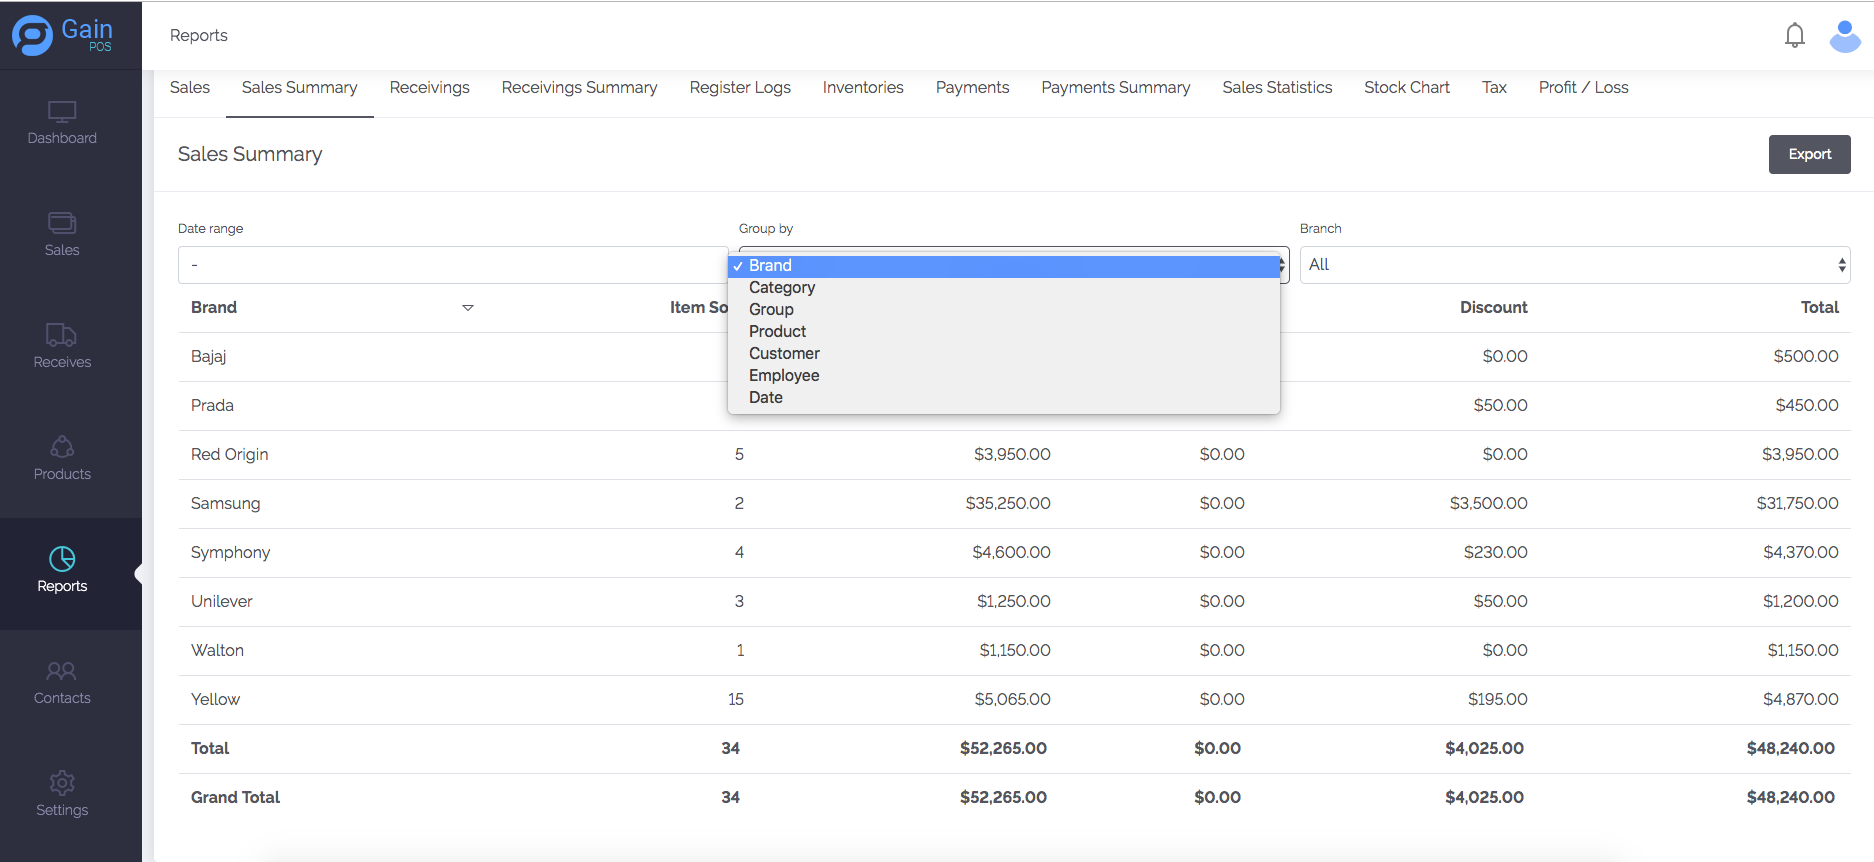 Gain
POS
Reports
Dashboard
Sales
Receives
Products
Reports
Contacts
Settings
Sales Sales Summary Receivings Receivings Summary Register Logs Inventories Payments Payments Summary Sales Statistics Stock Chart Tax Profit / Loss
Sales Summary Export
Date range Group by Branch
- ✓ Brand All
Category
Group
Product
Customer
Employee
Date
Brand Item So Discount Total
Bajaj $0.00 $500.00
Prada $50.00 $450.00
Red Origin 5 $3,950.00 $0.00 $0.00 $3,950.00
Samsung 2 $35,250.00 $0.00 $3,500.00 $31,750.00
Symphony 4 $4,600.00 $0.00 $230.00 $4,370.00
Unilever 3 $1,250.00 $0.00 $50.00 $1,200.00
Walton 1 $1,150.00 $0.00 $0.00 $1,150.00
Yellow 15 $5,065.00 $0.00 $195.00 $4,870.00
Total 34 $52,265.00 $0.00 $4,025.00 $48,240.00
Grand Total 34 $52,265.00 $0.00 $4,025.00 $48,240.00